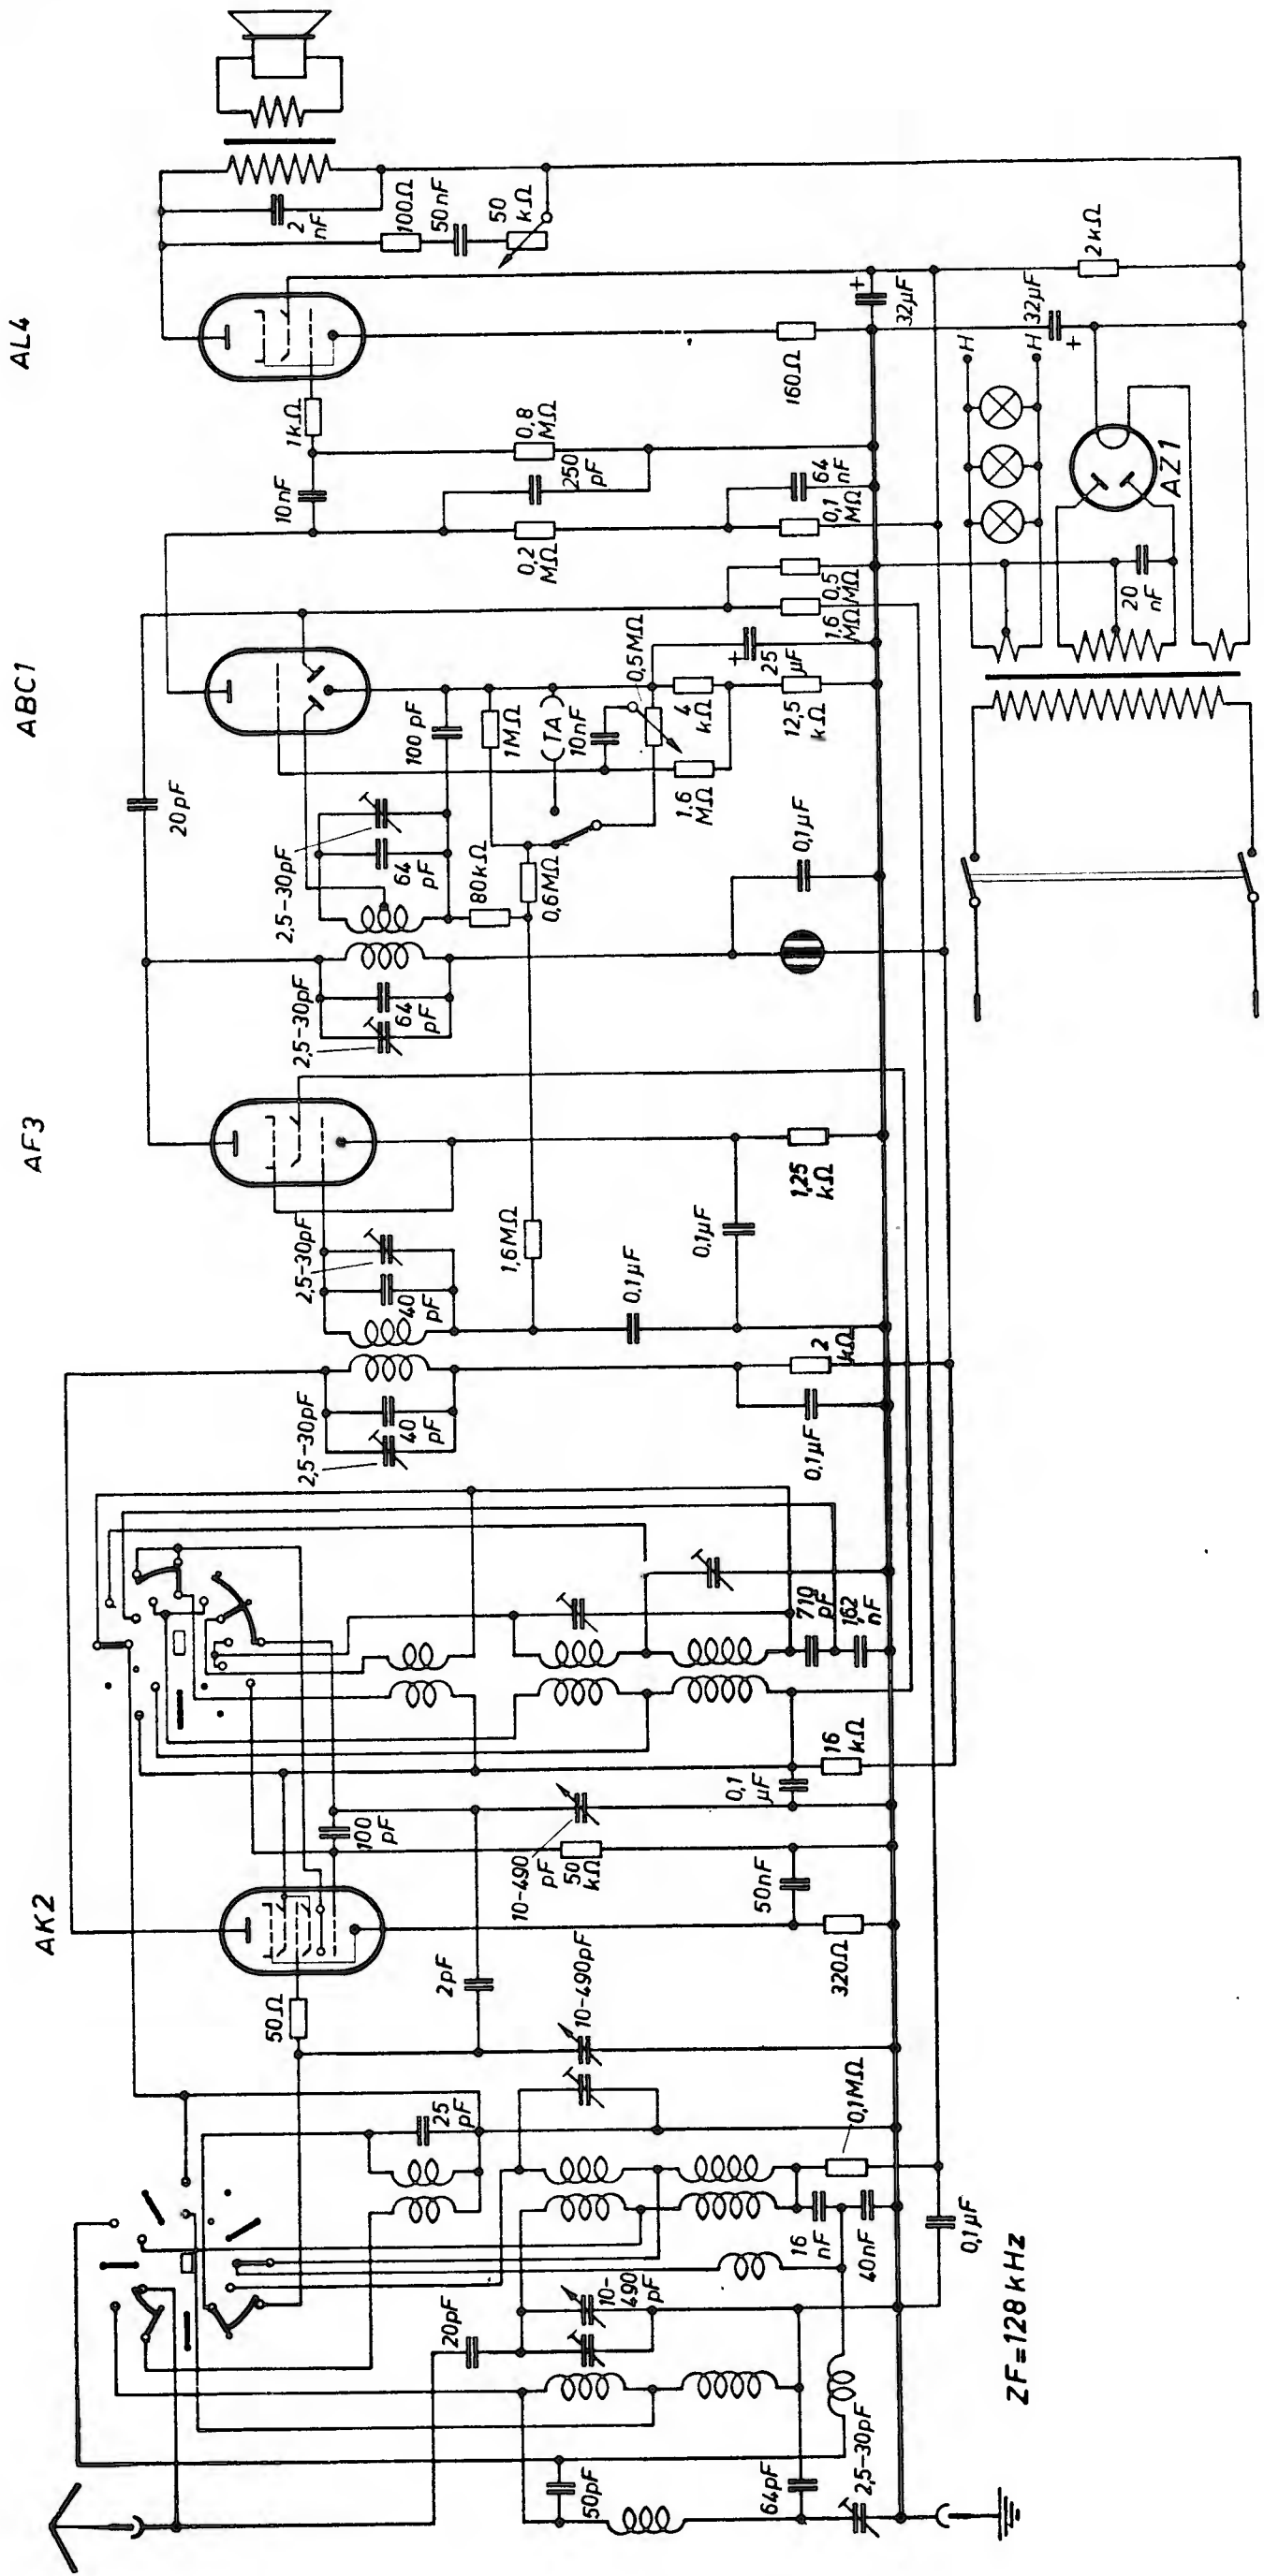 AK2
AF3
ABC1
AL4
50pF
64pF
2,5-30pF
20pF
10-
490
pF
16
nF
40nF
0,1µF
0,1MΩ
25
pF
10-490pF
50Ω
2pF
320Ω
50nF
100
pF
10-490
pF
50
kΩ
0,1
µF
16
kΩ
710
pF
1,62
nF
2,5-30pF
40
pF
0,1µF
2
kΩ
40
pF
2,5-30pF
0,1µF
1,6MΩ
0,1µF
1,25
kΩ
2,5-30pF
64
pF
2,5-30pF
64
pF
20pF
80kΩ
0,6MΩ
0,1µF
100pF
1MΩ
TA
10nF
0,5MΩ
1,6
MΩ
4
kΩ
12,5
kΩ
25
µF
+
1,6
MΩ
0,5
MΩ
0,2
MΩ
0,1
MΩ
64
nF
250
pF
10nF
0,8
MΩ
1kΩ
160Ω
32µF
+
2
nF
100Ω
50nF
50
kΩ
2kΩ
32µF
+
H
H
AZ1
20
nF
ZF=128kHz